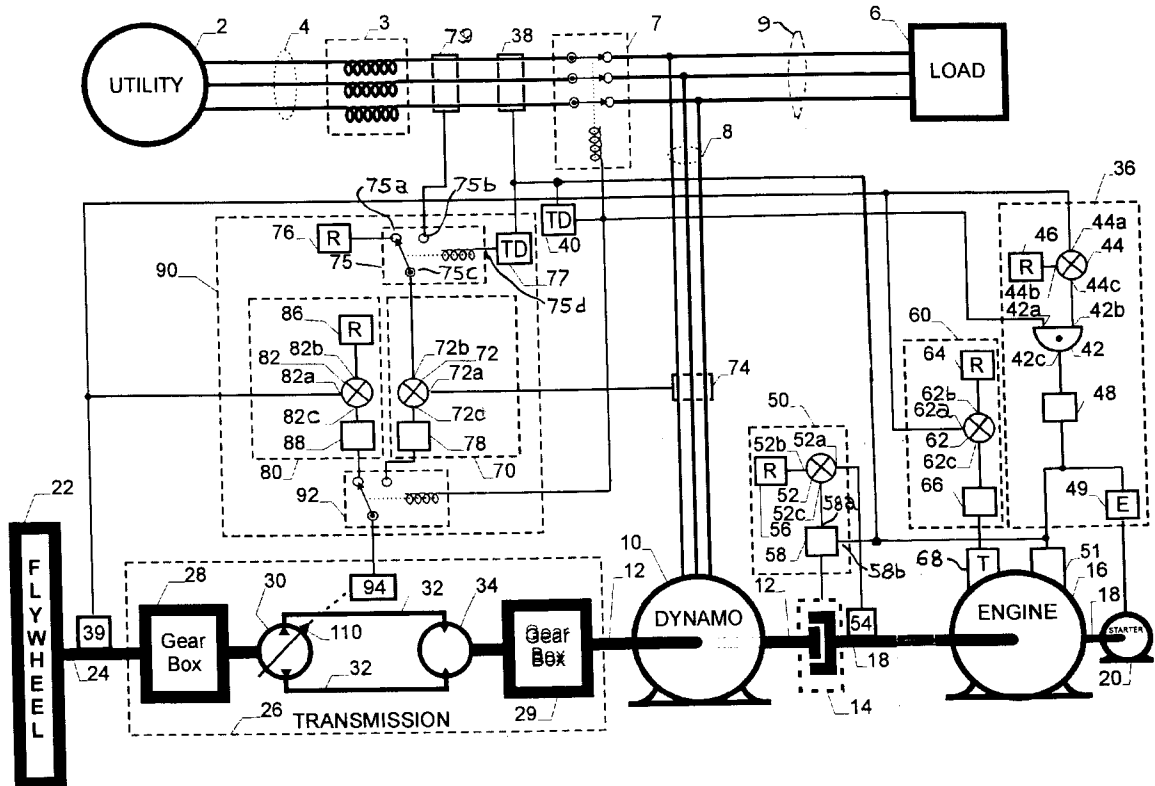 2
4
3
79
38
7
9
6
UTILITY
LOAD
8
36
75a
75b
76
R
75
75c
TD
77
75d
TD
40
90
46
R
44a
44
44b
44c
42a
42b
42c
42
60
64
R
48
86
R
82b
82
82a
82c
88
80
72b
72
72a
72c
78
70
74
50
52b
52a
R
52
52c
56
58a
58
58b
62b
62a
62
62c
66
49
E
92
22
FLYWHEEL
39
24
28
Gear
Box
30
32
110
94
32
34
Gear
Box
29
26
TRANSMISSION
12
10
DYNAMO
12
14
54
18
68
T
51
16
ENGINE
18
STARTER
20